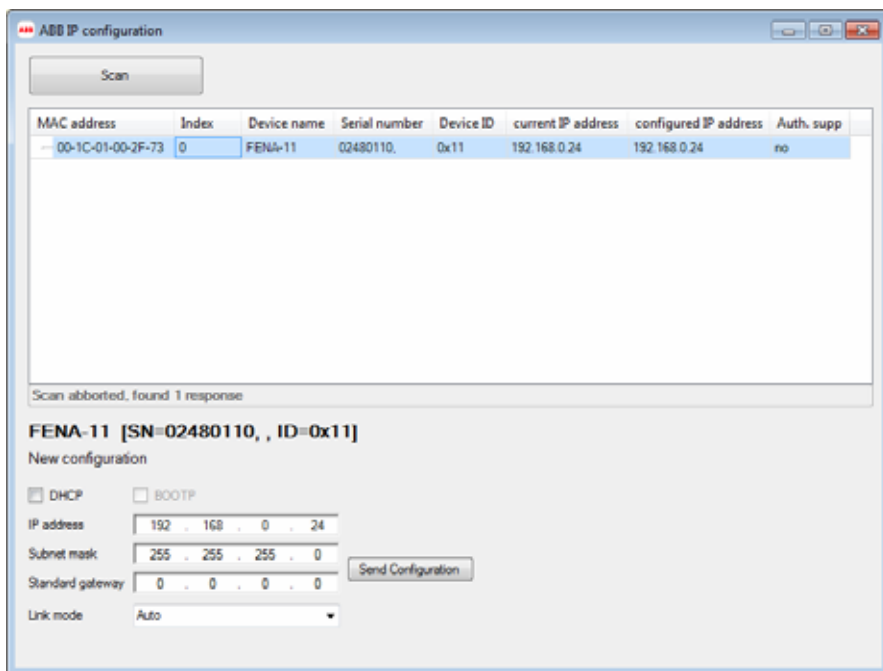 ABB ABB IP configuration
Scan
MAC address Index Device name Serial number Device ID current IP address configured IP address Auth. supp
00-1C-01-00-2F-73 0 FENA-11 02480110, 0x11 192.168.0.24 192.168.0.24 no
Scan abborted, found 1 response
FENA-11 [SN=02480110, , ID=0x11]
New configuration
DHCP BOOTP
IP address 192 . 168 . 0 . 24
Subnet mask 255 . 255 . 255 . 0
Send Configuration
Standard gateway 0 . 0 . 0 . 0
Link mode Auto